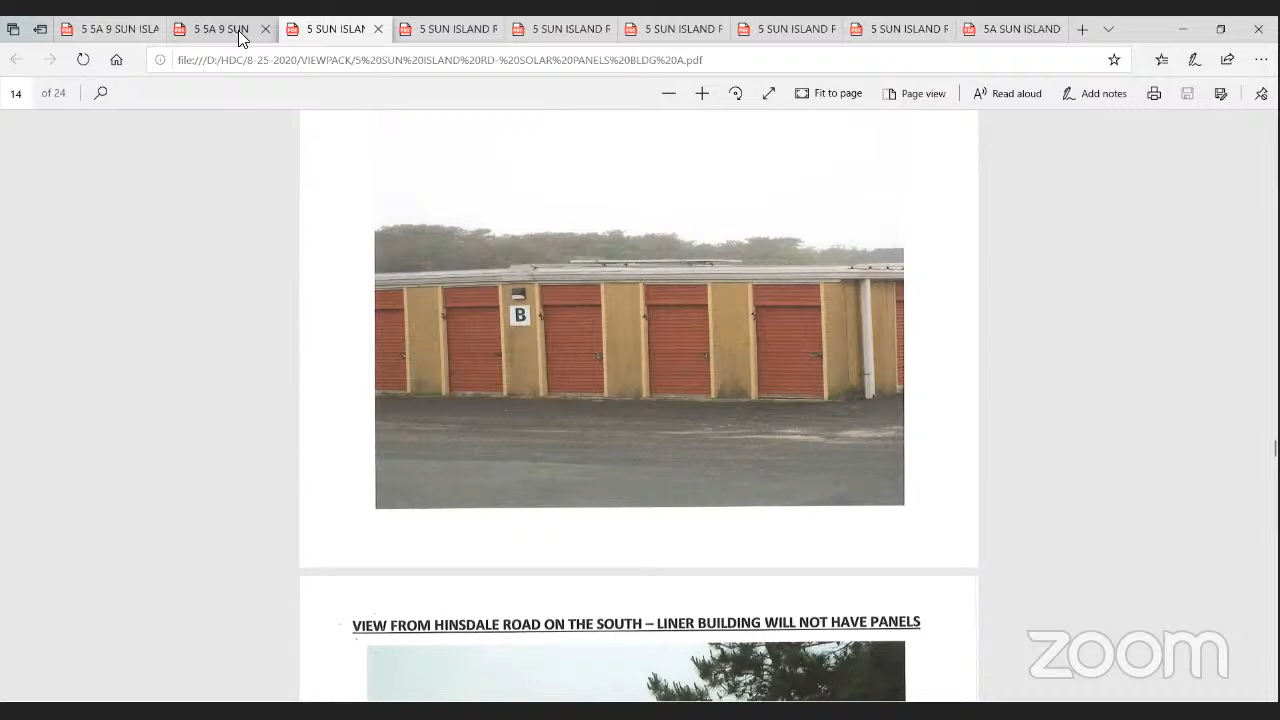 5 5A 9 SUN ISLA
5 5A 9 SUN
5 SUN ISLAN
5 SUN ISLAND R
5 SUN ISLAND R
5 SUN ISLAND R
5 SUN ISLAND R
5 SUN ISLAND R
5A SUN ISLAND
file:///D:/HDC/8-25-2020/VIEWPACK/5%20SUN%20ISLAND%20RD-%20SOLAR%20PANELS%20BLDG%20A.pdf
14 of 24
Fit to page
Page view
Read aloud
Add notes
B
VIEW FROM HINSDALE ROAD ON THE SOUTH – LINER BUILDING WILL NOT HAVE PANELS
zoom